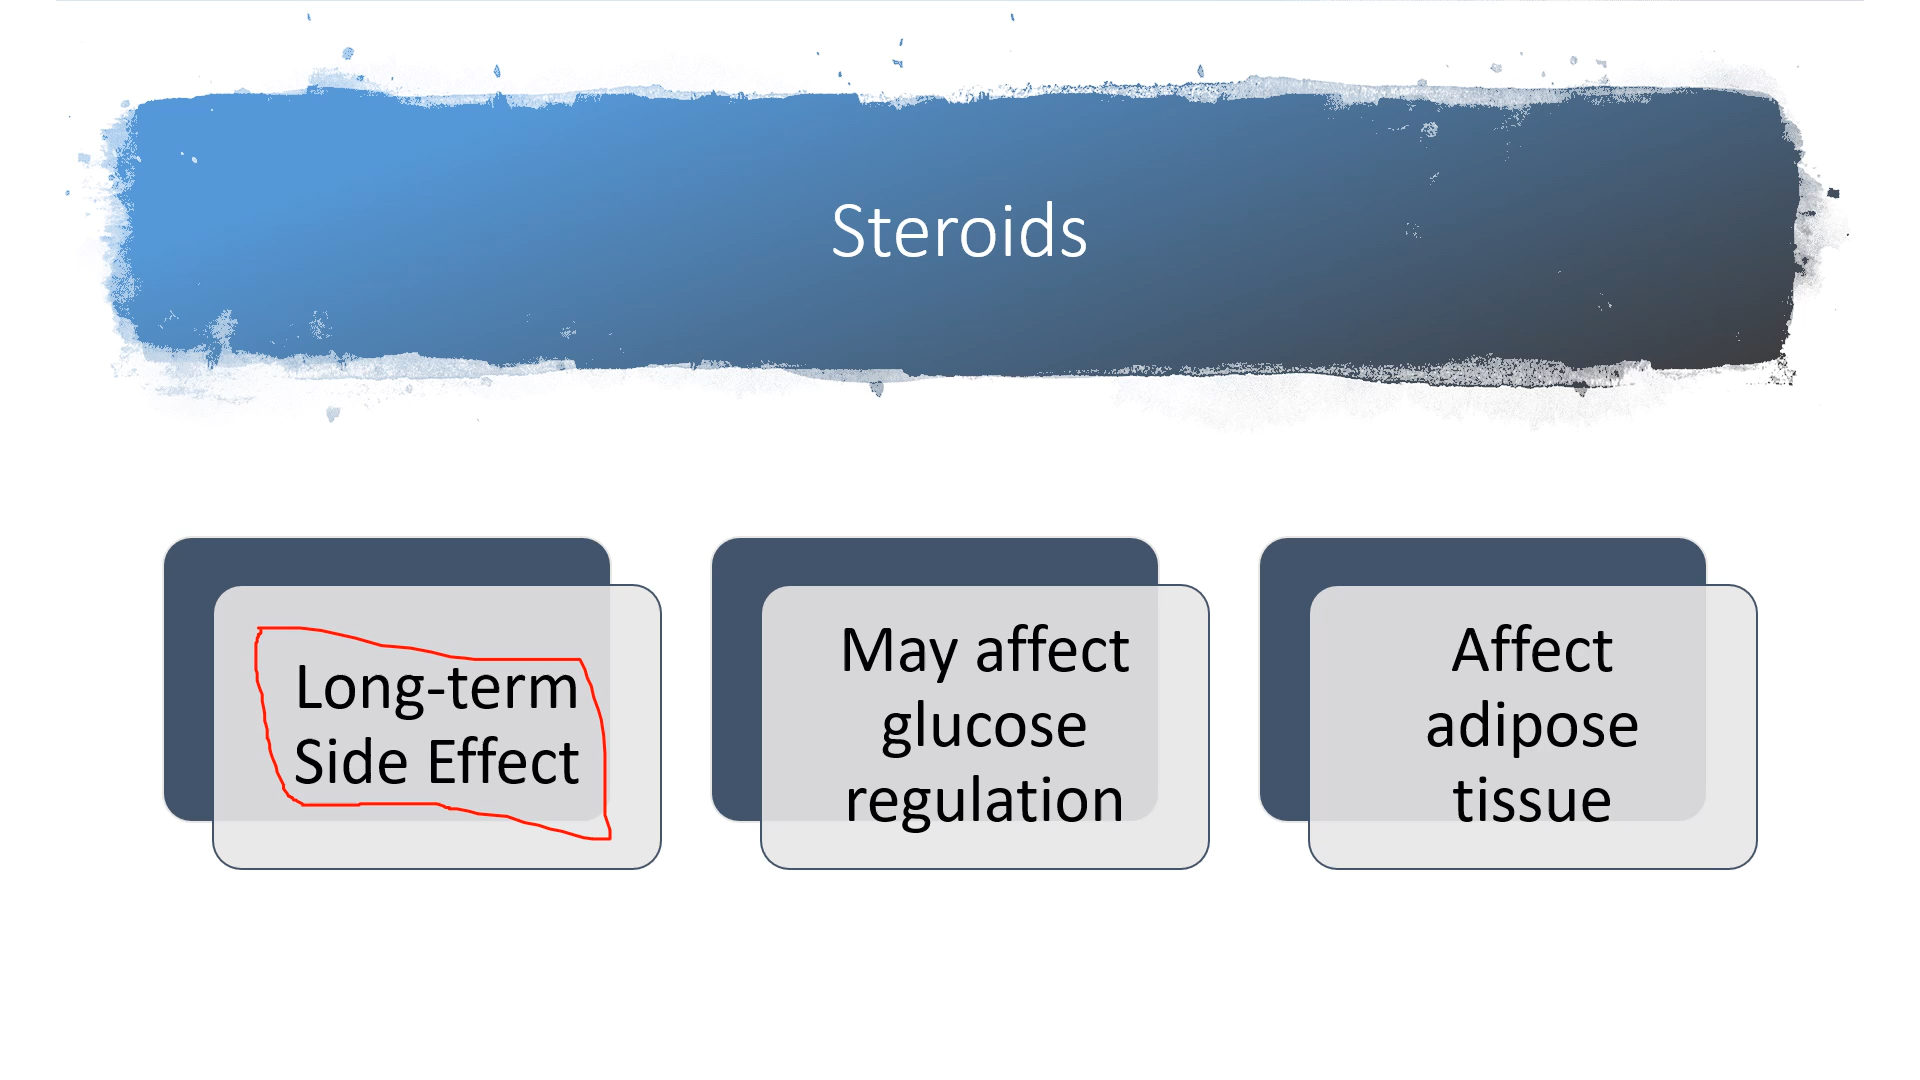 Steroids
Long-term
Side Effect
May affect
glucose
regulation
Affect
adipose
tissue